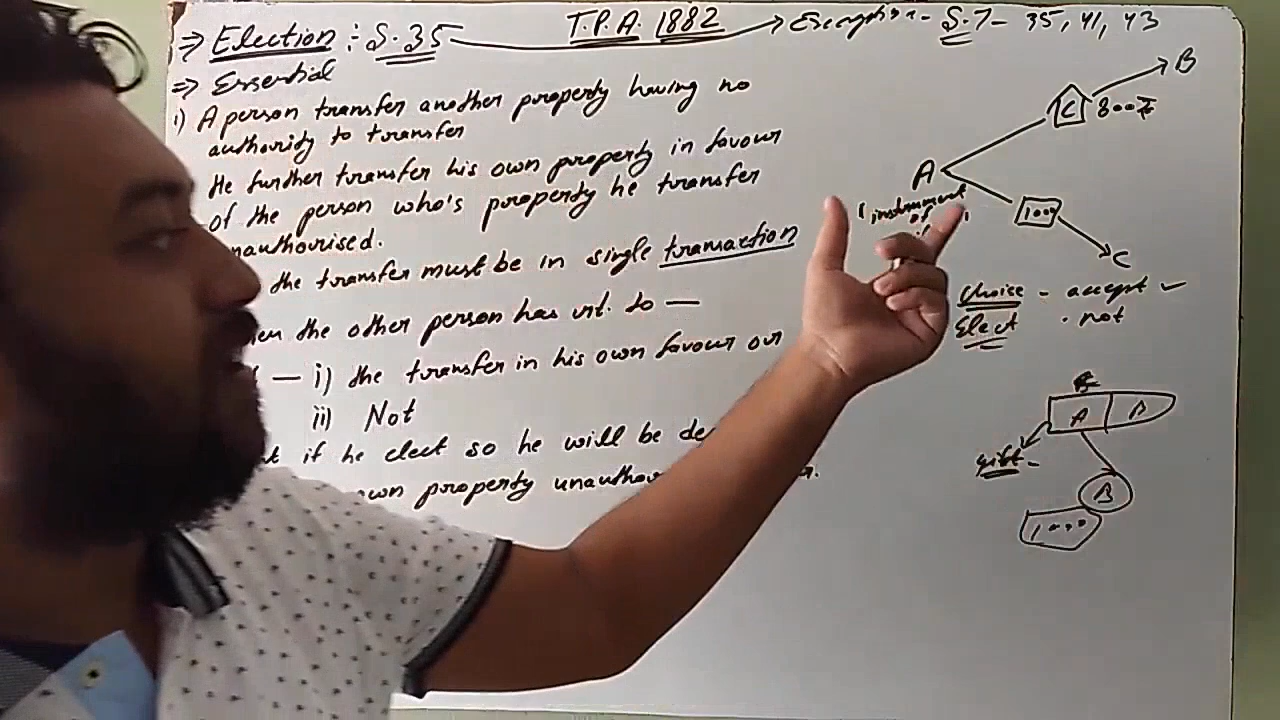 ⇒ Election :- S.35
T.P.A. 1882
→ Exception - S.7 - 35, 41, 43
⇒ Essential
i) A person transfer another property having no
authority to transfer
He further transfer his own property in favour
of the person who's property he transfer
unauthorised.
the transfer must be in single transaction
the other person has rit. to —
— i) the transfer in his own favour or
ii) Not
if he elect so he will be de
own property
A
C
800₹
B
(instrument
of
1000
C
Choice - accept ✓
Elect . not
A
B
gift -
B
1000